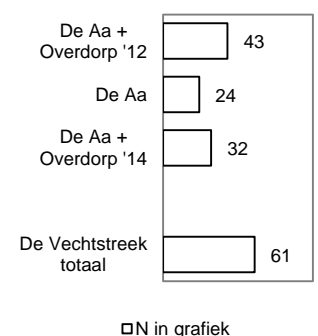 De Aa +
Overdorp '12
43
De Aa
24
De Aa +
Overdorp '14
32
De Vechtstreek
totaal
61
N in grafiek